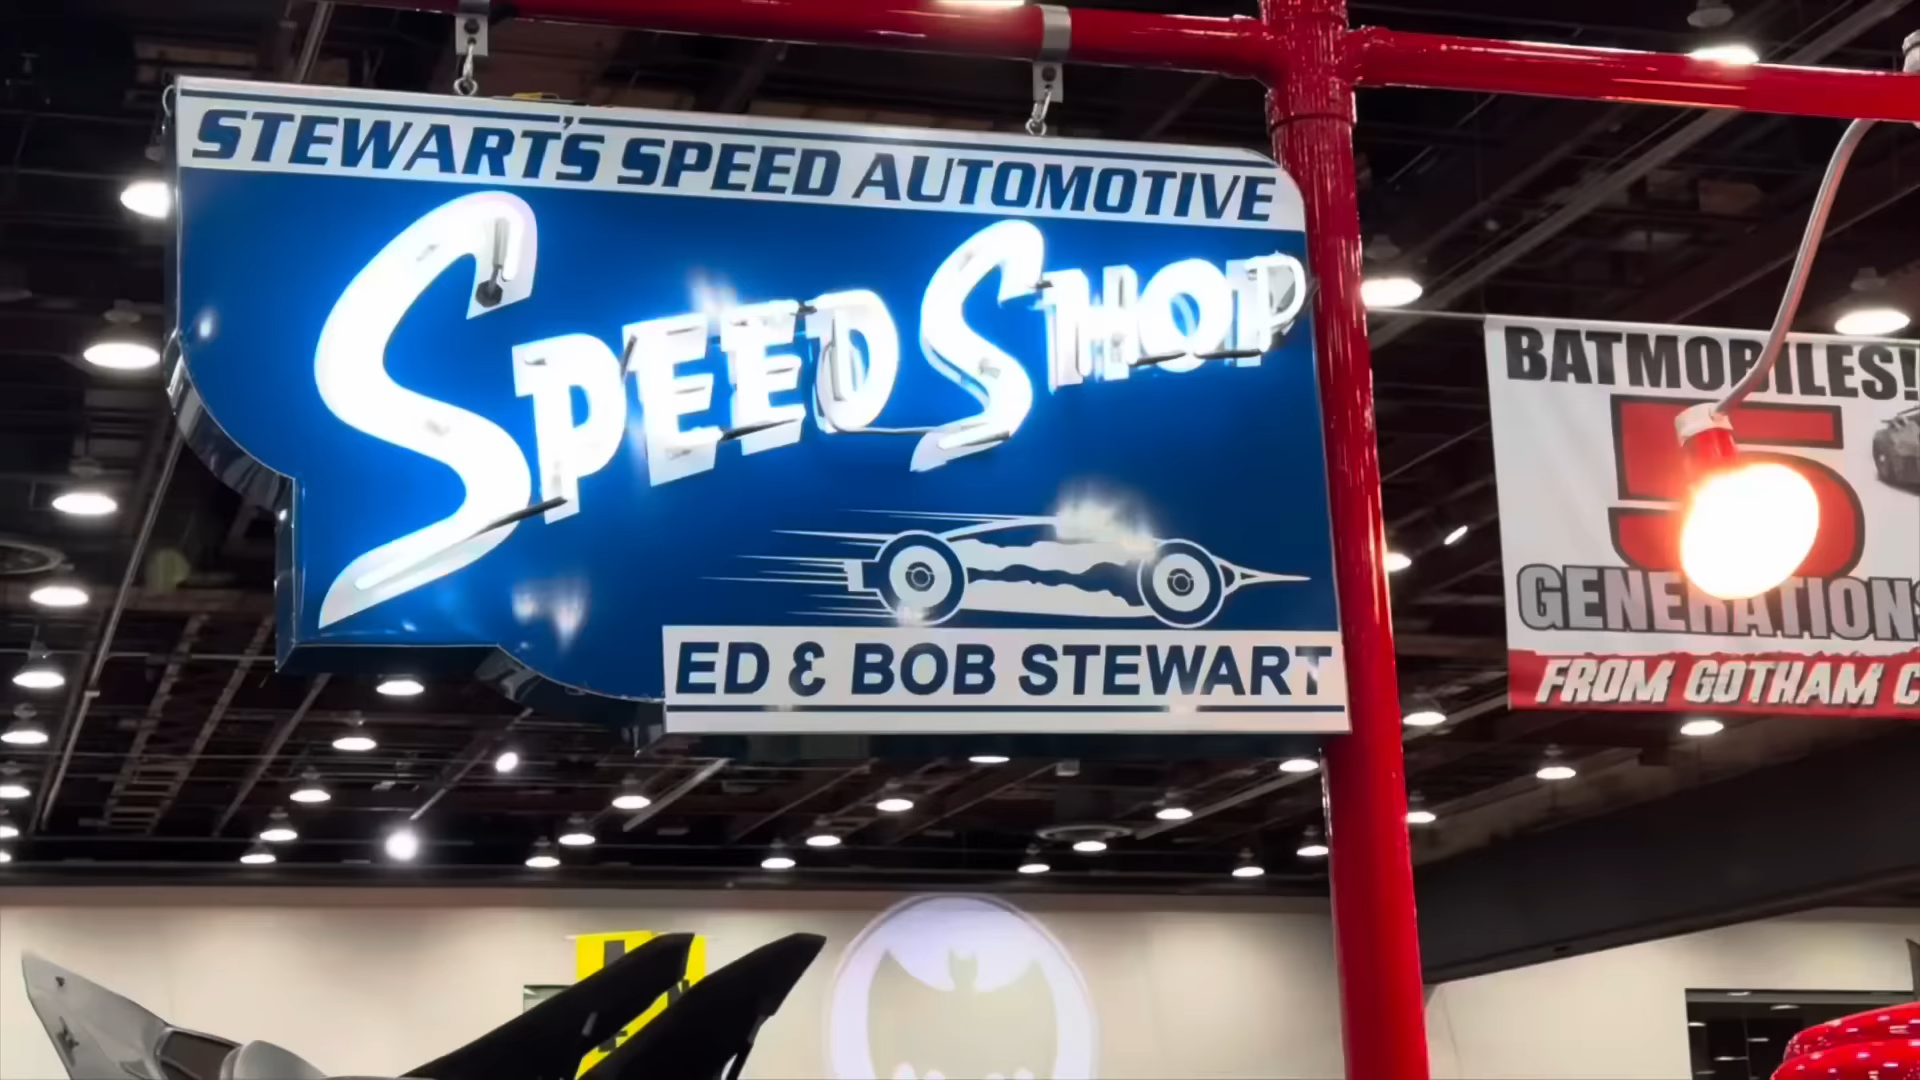 STEWART'S SPEED AUTOMOTIVE
SPEED SHOP
ED & BOB STEWART
BATMOBILES!
5
GENERATIONS
FROM GOTHAM C